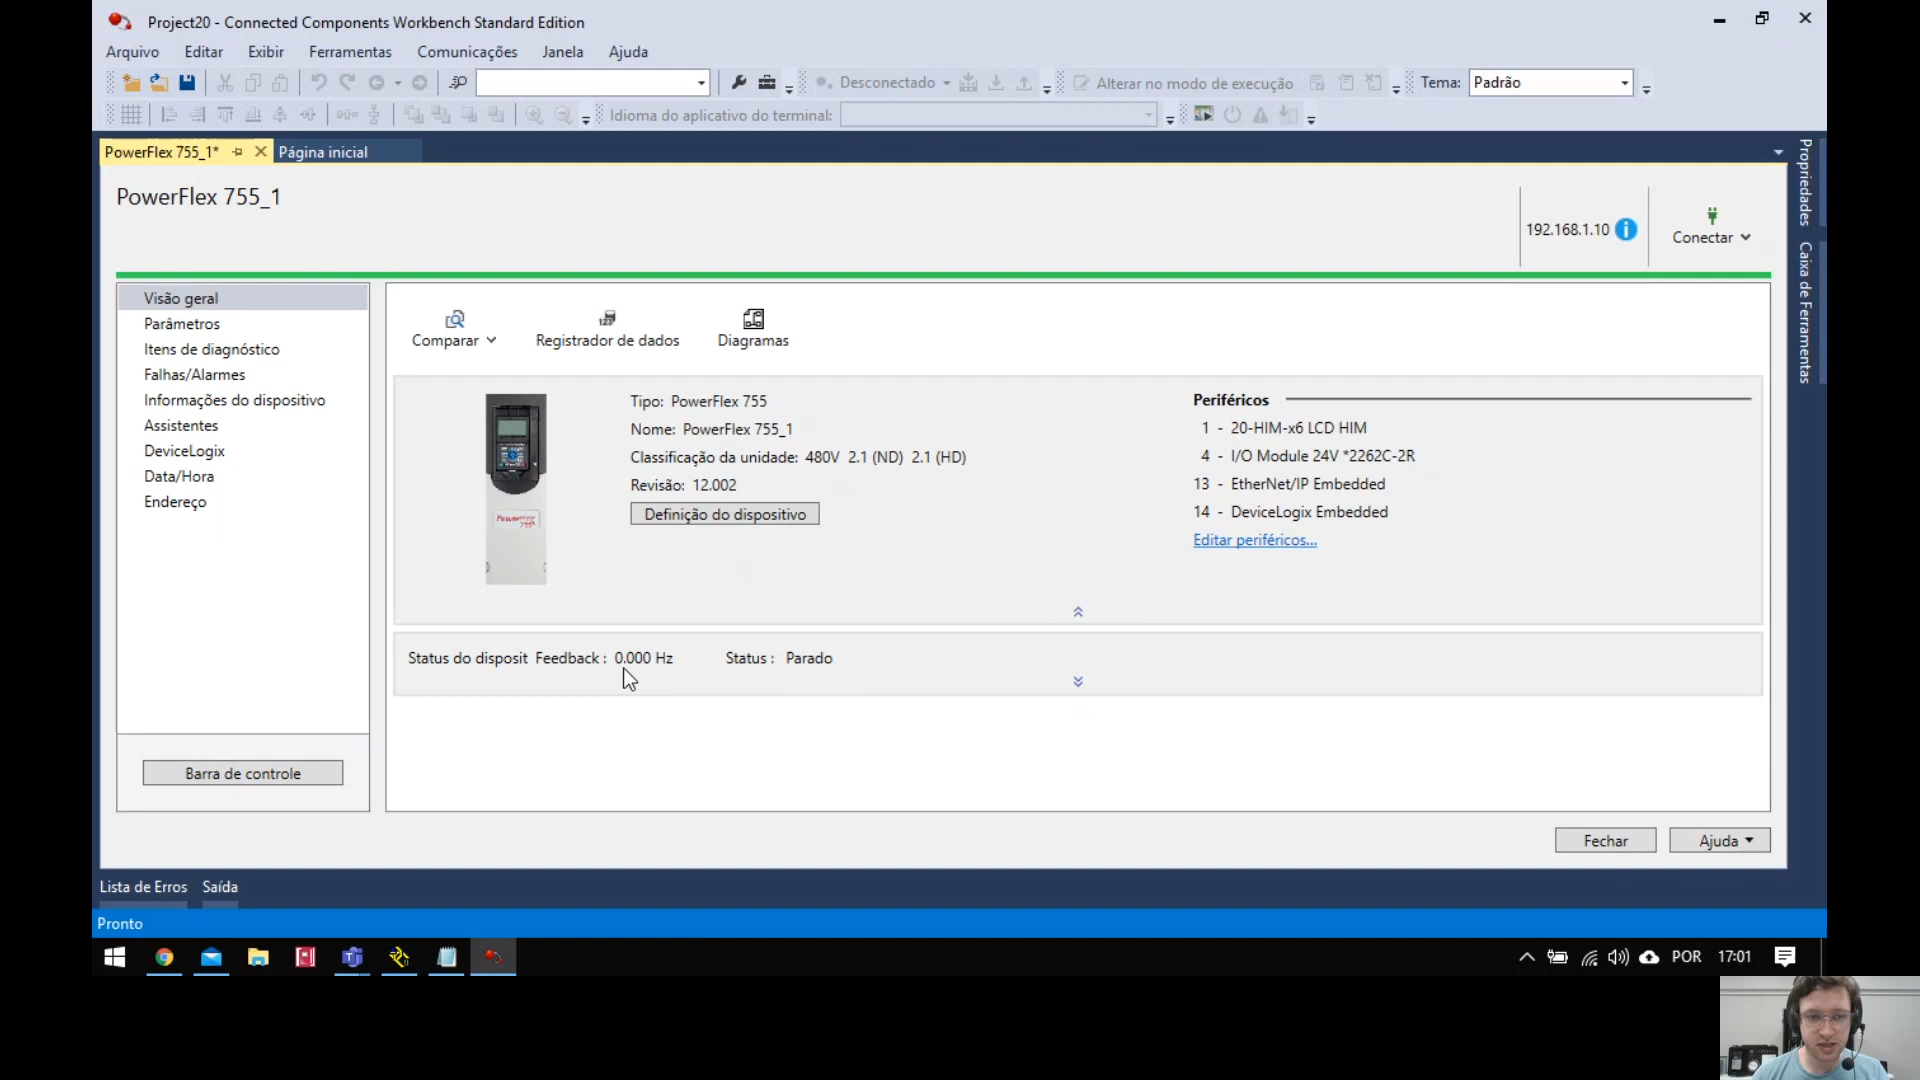 Project20 - Connected Components Workbench Standard Edition
Arquivo Editar Exibir Ferramentas Comunicações Janela Ajuda
Desconectado Alterar no modo de execução Tema: Padrão
Idioma do aplicativo do terminal:
PowerFlex 755_1* Página inicial
Propriedades
Caixa de Ferramentas
PowerFlex 755_1
192.168.1.10
Conectar
Visão geral
Parâmetros
Itens de diagnóstico
Falhas/Alarmes
Informações do dispositivo
Assistentes
DeviceLogix
Data/Hora
Endereço
Barra de controle
Comparar Registrador de dados Diagramas
Tipo: PowerFlex 755
Nome: PowerFlex 755_1
Classificação da unidade: 480V 2.1 (ND) 2.1 (HD)
Revisão: 12.002
Definição do dispositivo
Periféricos
1 - 20-HIM-x6 LCD HIM
4 - I/O Module 24V *2262C-2R
13 - EtherNet/IP Embedded
14 - DeviceLogix Embedded
Editar periféricos...
Status do disposit Feedback : 0.000 Hz Status : Parado
Fechar Ajuda
Lista de Erros Saída
Pronto
POR 17:01